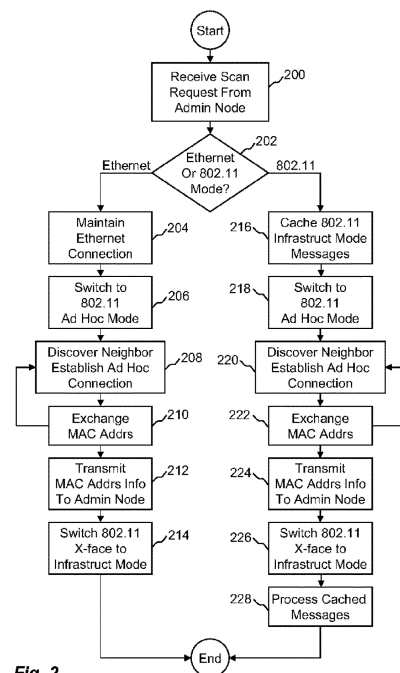 Start
Receive Scan
Request From
Admin Node
200
202
Ethernet
Or 802.11
Mode?
Ethernet
802.11
Maintain
Ethernet
Connection
204
Switch to
802.11
Ad Hoc Mode
206
Discover Neighbor
Establish Ad Hoc
Connection
208
Exchange
MAC Addrs
210
Transmit
MAC Addrs Info
To Admin Node
212
Switch 802.11
X-face to
Infrastruct Mode
214
216
Cache 802.11
Infrastruct Mode
Messages
218
Switch to
802.11
Ad Hoc Mode
220
Discover Neighbor
Establish Ad Hoc
Connection
222
Exchange
MAC Addrs
224
Transmit
MAC Addrs Info
To Admin Node
226
Switch 802.11
X-face to
Infrastruct Mode
228
Process Cached
Messages
End
Fig. 2